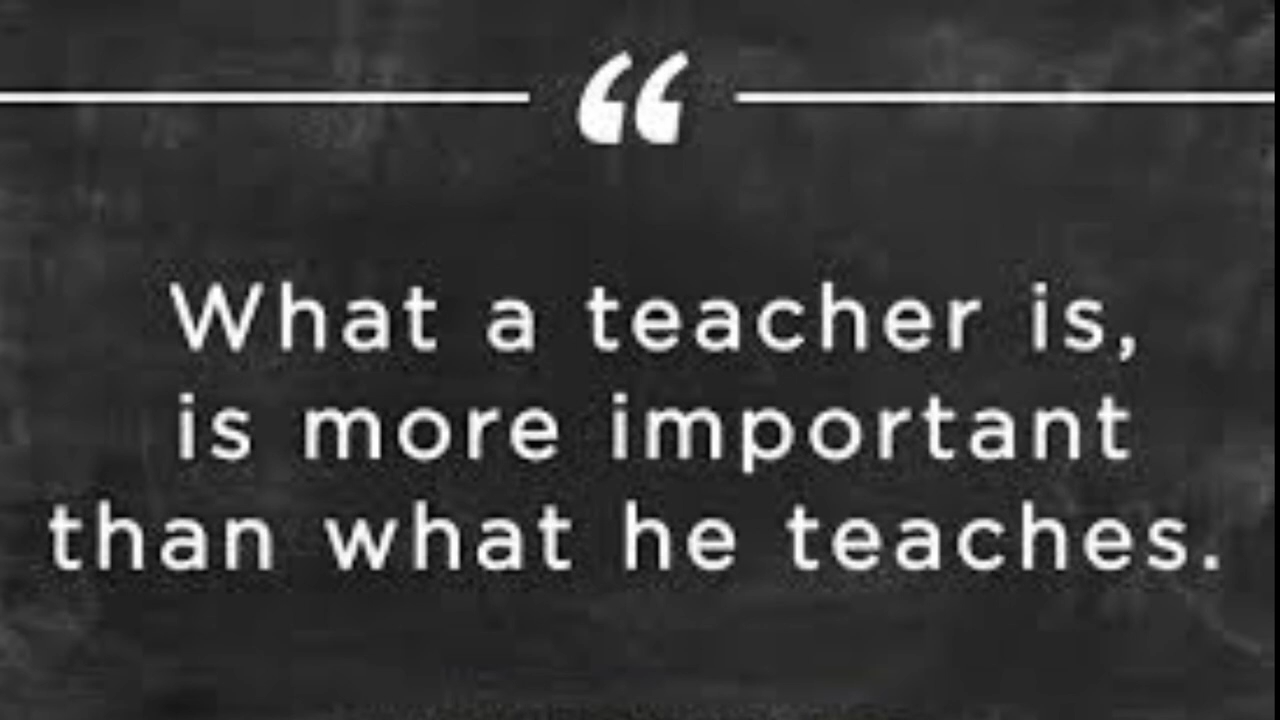 “
What a teacher is,
is more important
than what he teaches.